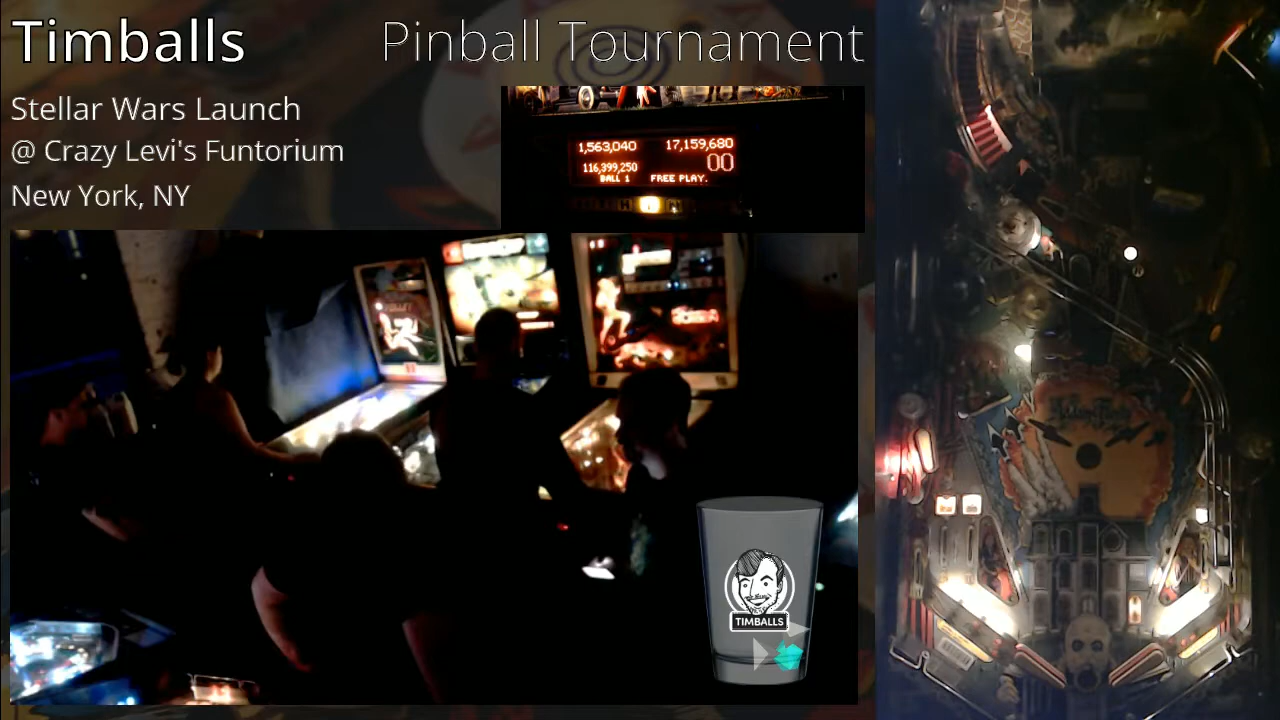 Timballs
Pinball Tournament
Stellar Wars Launch
@ Crazy Levi's Funtorium
New York, NY
1,563,040 17,159,680
116,399,250 00
BALL 1 FREE PLAY.
TIMBALLS